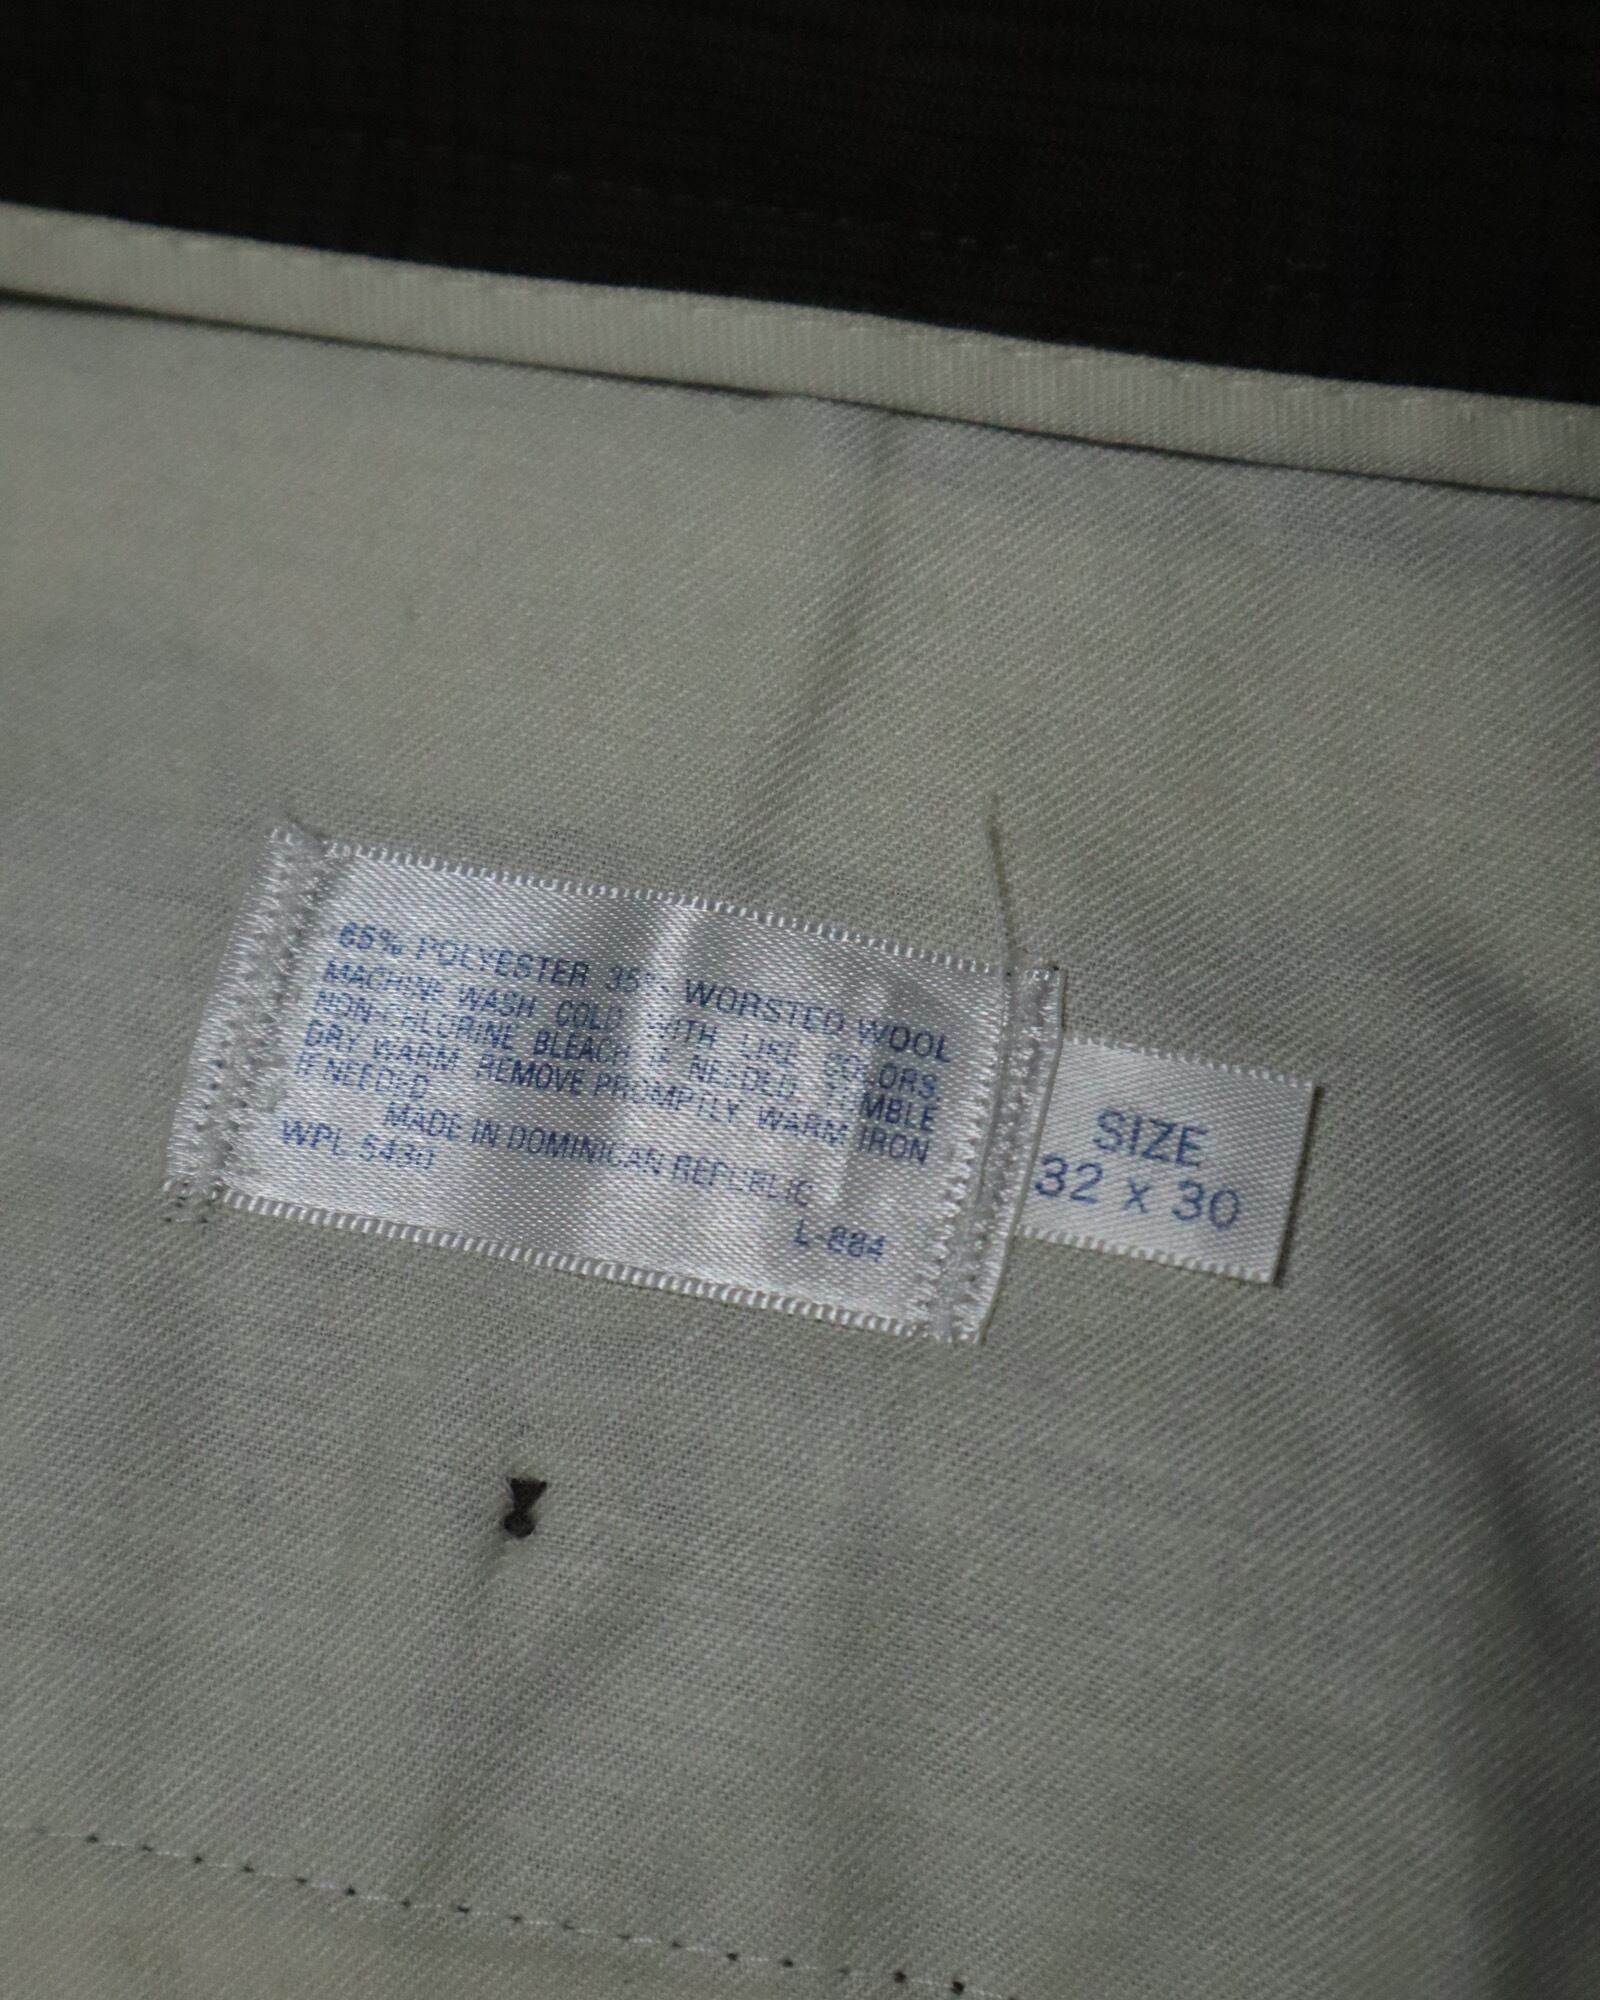 65% POLYESTER 35% WORSTED WOOL
MACHINE WASH COLD WITH LIKE COLORS
NON-CHLORINE BLEACH IF NEEDED. TUMBLE
DRY WARM REMOVE PROMPTLY WARM IRON
IF NEEDED
MADE IN DOMINICAN REPUBLIC
WPL 5430
L-884
SIZE
32 x 30